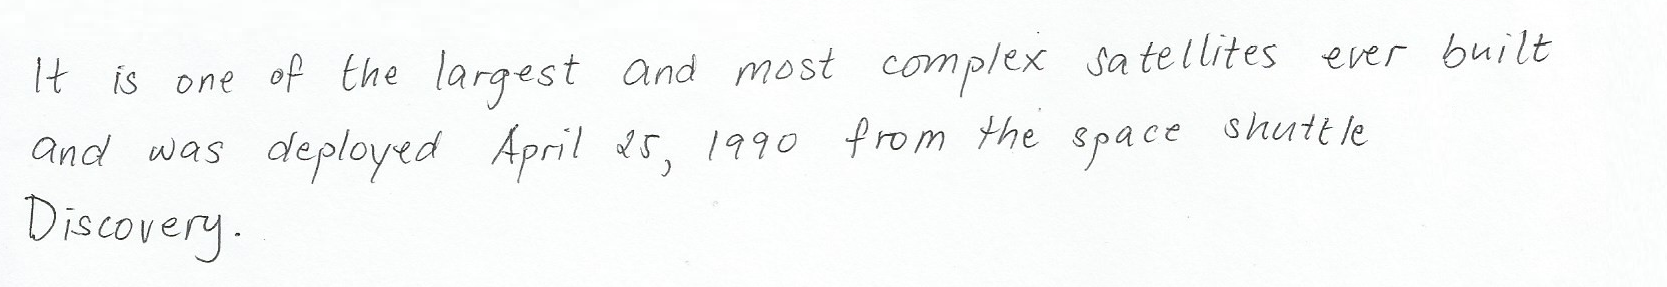 It is one of the largest and most complex satellites ever built
and was deployed April 25, 1990 from the space shuttle
Discovery.